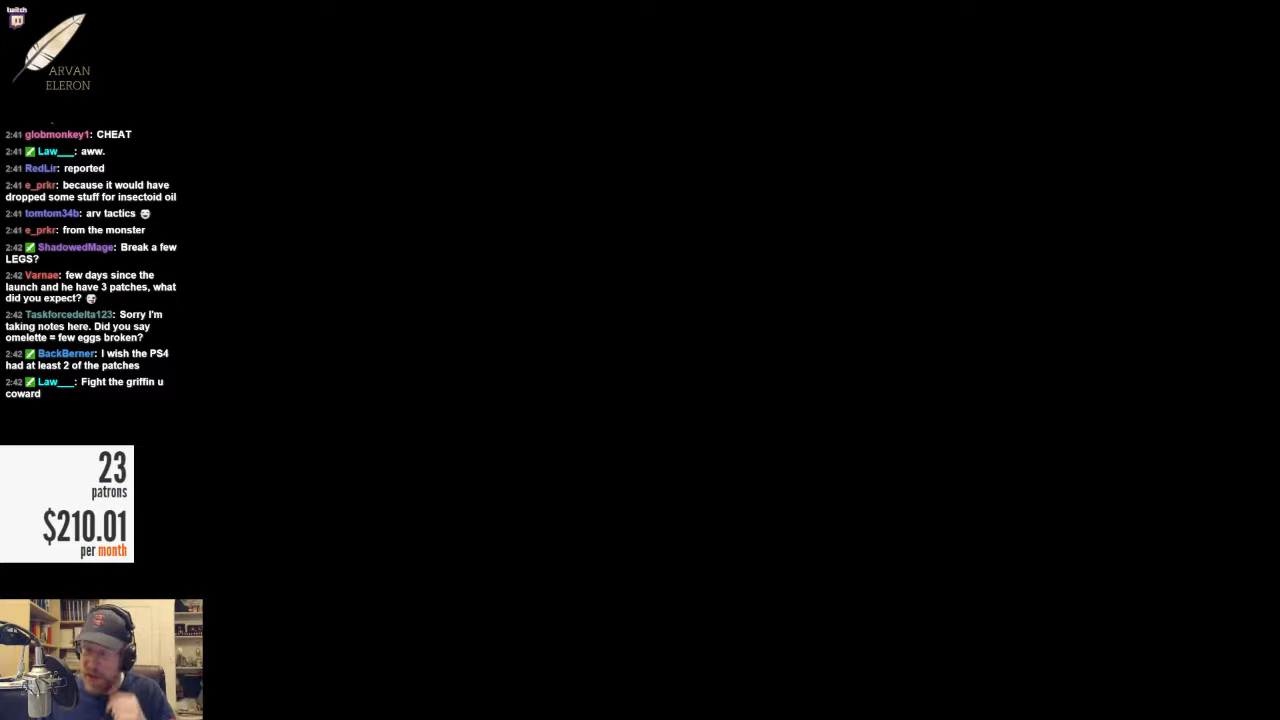 twitch
ARVAN
ELERON
2:41 globmonkey1: CHEAT
2:41 Law___: aww.
2:41 RedLir: reported
2:41 e_prkr: because it would have
dropped some stuff for insectoid oil
2:41 tomtom34b: arv tactics
2:41 e_prkr: from the monster
2:42 ShadowedMage: Break a few
LEGS?
2:42 Varnae: few days since the
launch and he have 3 patches, what
did you expect?
2:42 Taskforcedelta123: Sorry I'm
taking notes here. Did you say
omelette = few eggs broken?
2:42 BackBerner: I wish the PS4
had at least 2 of the patches
2:42 Law___: Fight the griffin u
coward
23
patrons
$210.01
per month